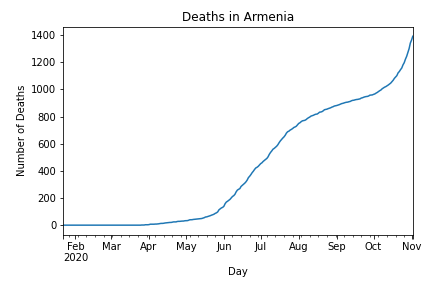 Deaths in Armenia
Number of Deaths
1400
1200
1000
800
600
400
200
0
Feb Mar Apr May Jun Jul Aug Sep Oct Nov
2020
Day